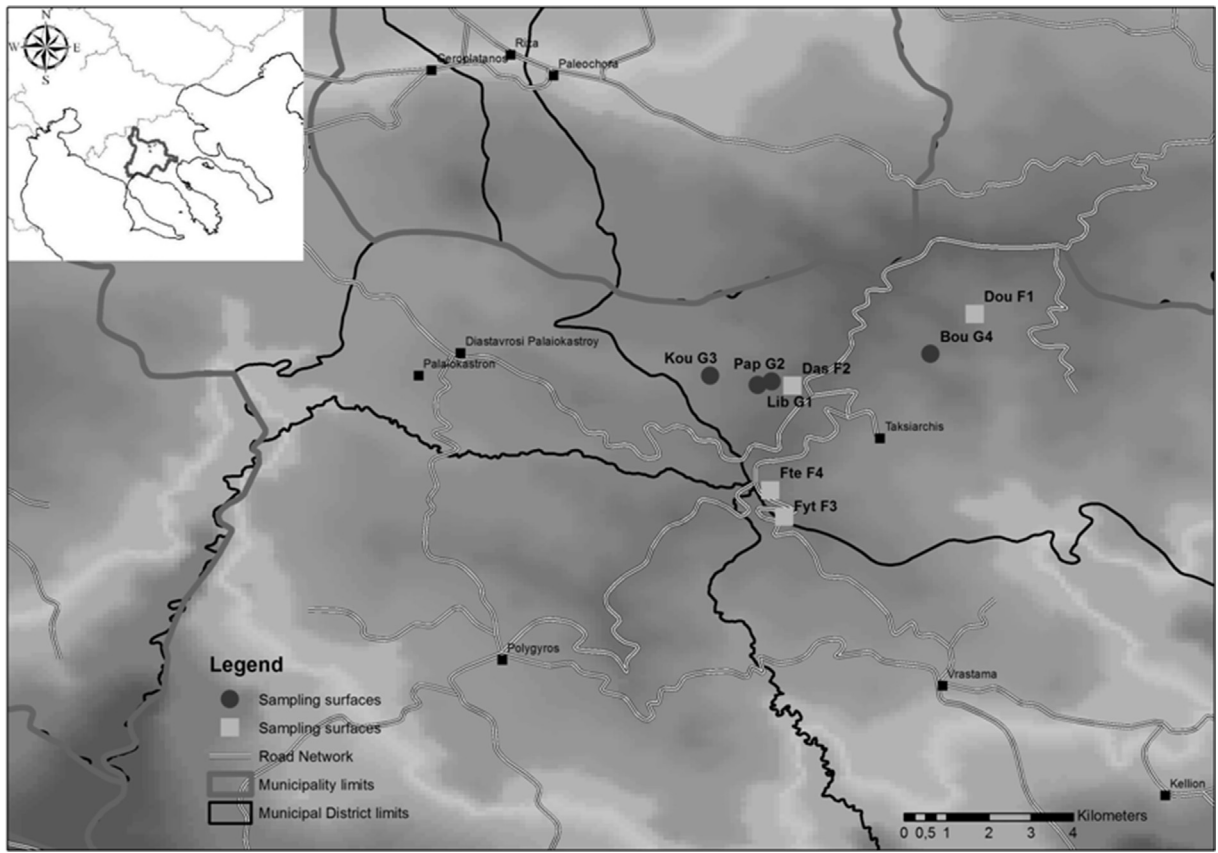 N
W E
S
Riza
Geroplatanos
Paleochora
Dou F1
Bou G4
Diastavrosi Palaiokastroy
Palaiokastron
Kou G3
Pap G2
Das F2
Lib G1
Taksiarchis
Fte F4
Fyt F3
Polygyros
Vrastama
Kellion
Legend
Sampling surfaces
Sampling surfaces
Road Network
Municipality limits
Municipal District limits
Kilometers
0 0,5 1 2 3 4